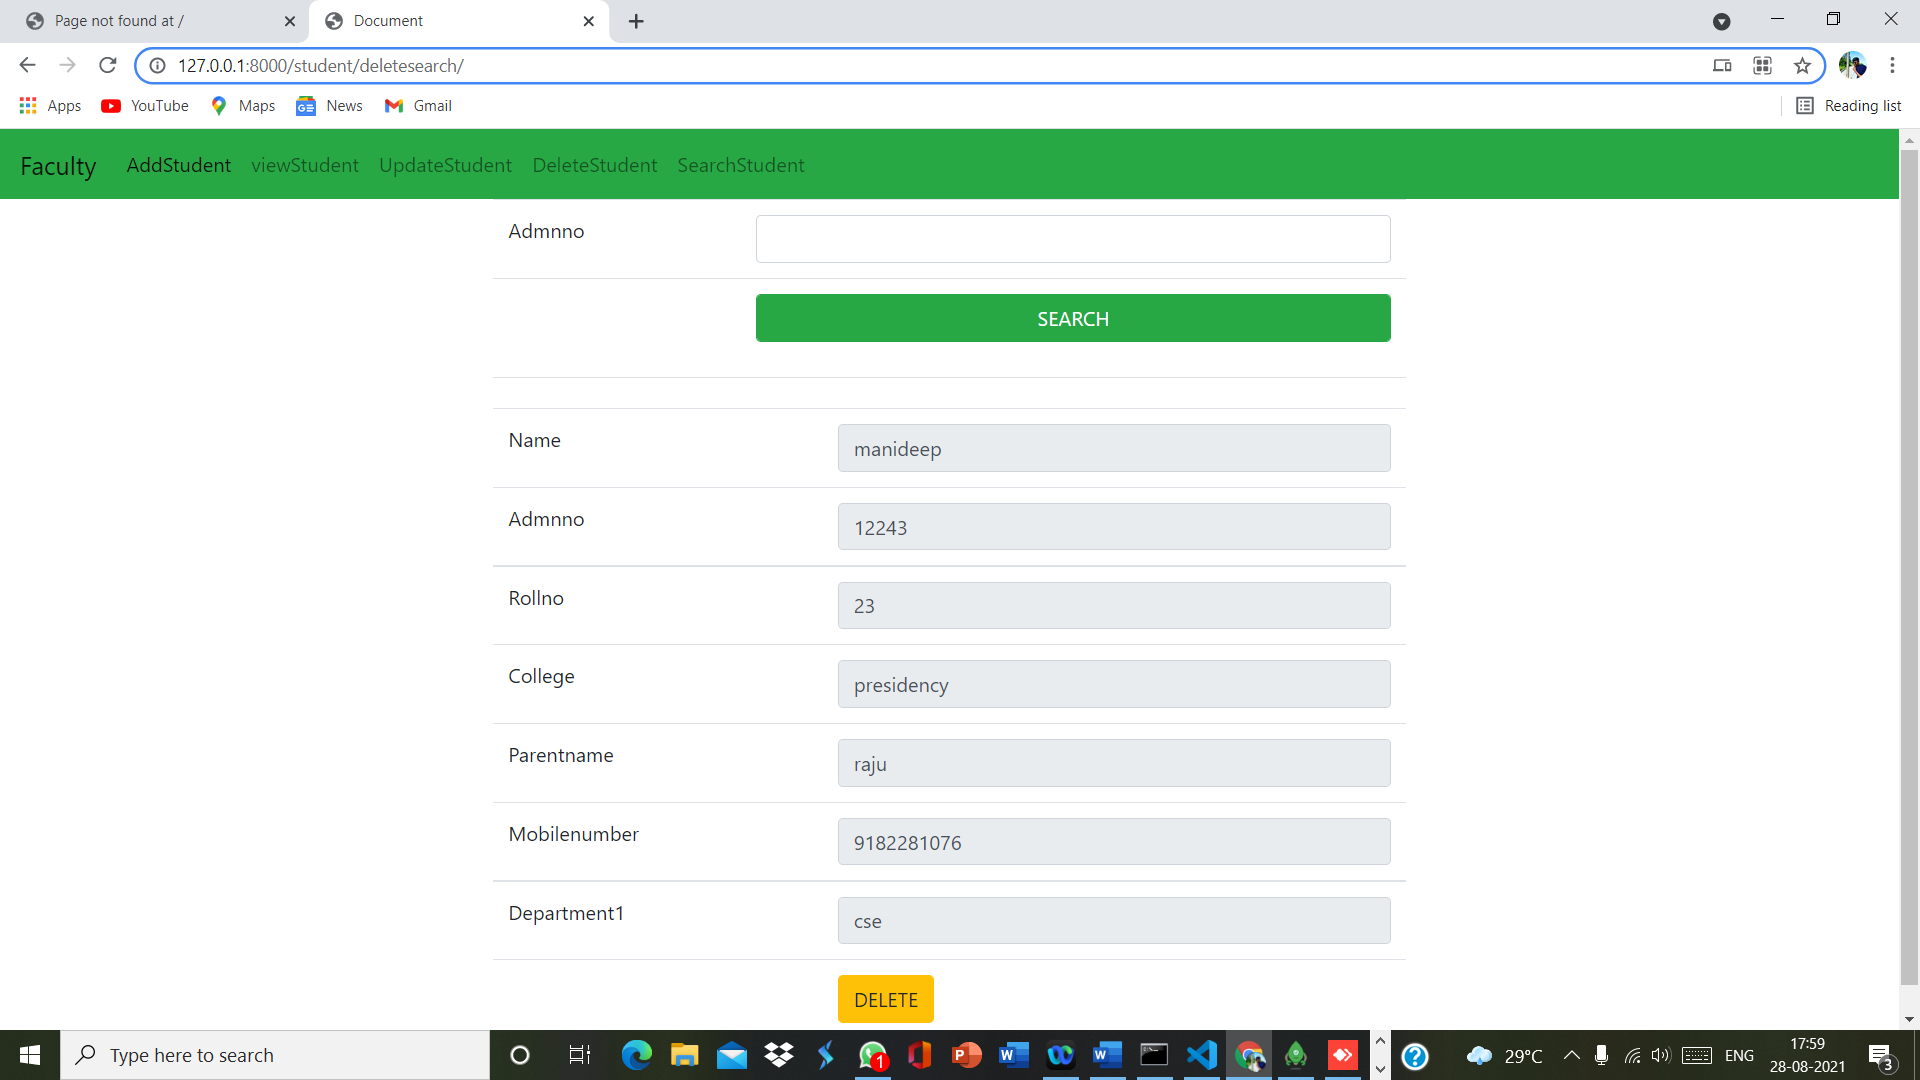 Page not found at /
Document
127.0.0.1:8000/student/deletesearch/
Apps YouTube Maps News Gmail Reading list
Faculty AddStudent viewStudent UpdateStudent DeleteStudent SearchStudent
Admnno
SEARCH
Name manideep
Admnno 12243
Rollno 23
College presidency
Parentname raju
Mobilenumber 9182281076
Department1 cse
DELETE
Type here to search
1
29°C
ENG
17:59
28-08-2021
3